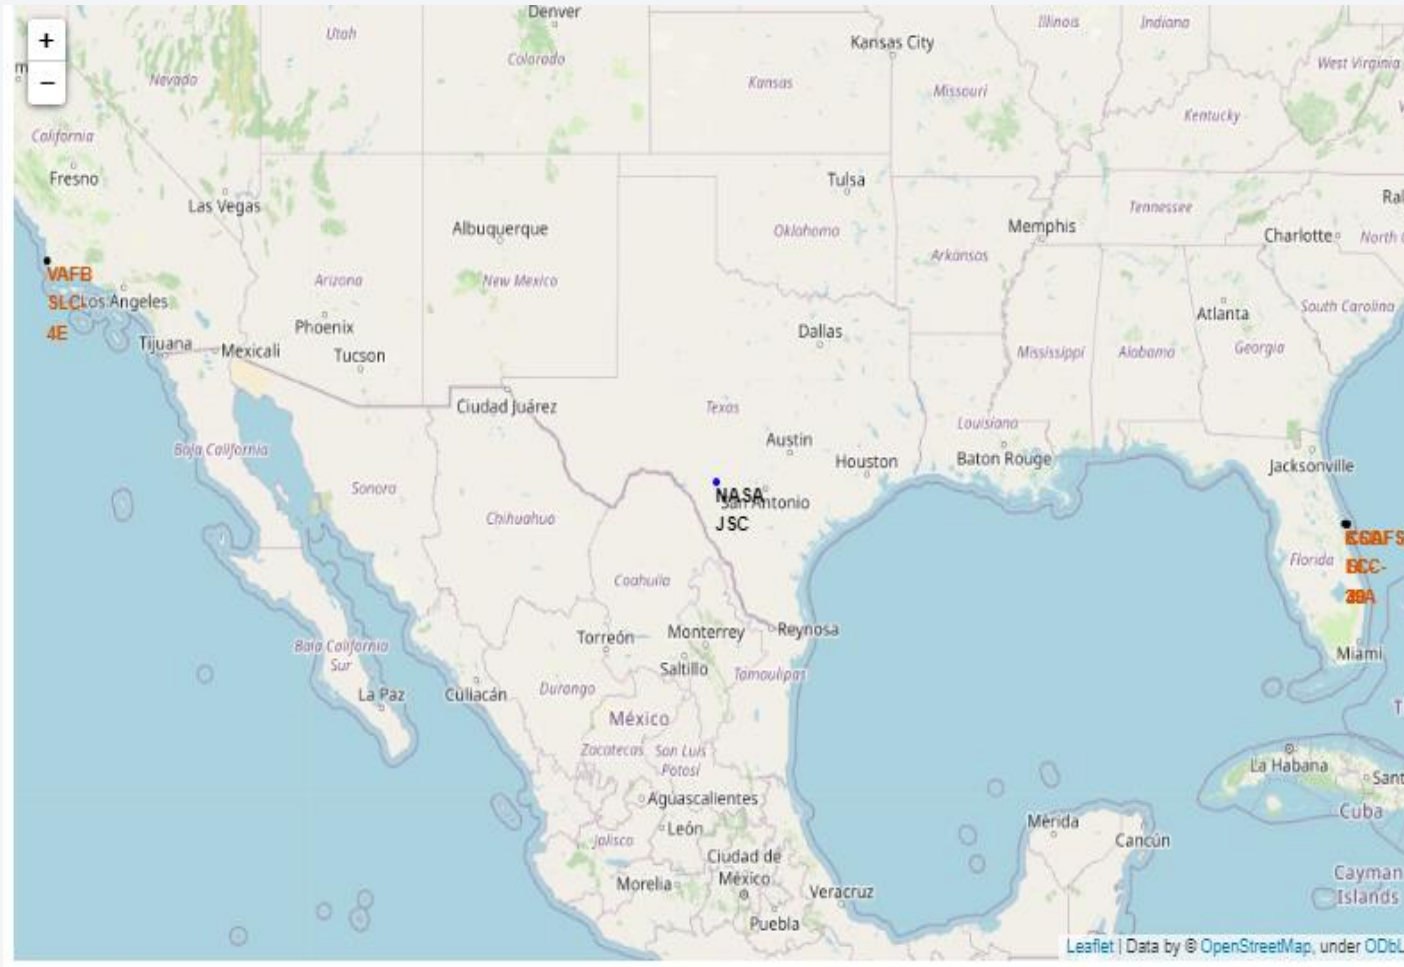 +
−
Denver
Utah
Colorado
Nevada
Kansas City
Kansas
Missouri
Illinois
Indiana
West Virginia
Kentucky
California
Fresno
Las Vegas
Albuquerque
Tulsa
Oklahoma
Memphis
Tennessee
Charlotte
Arkansas
Arizona
New Mexico
VAFB
SLC-
4E
Los Angeles
Phoenix
Tijuana
Mexicali
Tucson
Dallas
Atlanta
South Carolina
Mississippi
Alabama
Georgia
Ciudad Juárez
Texas
Louisiana
Austin
Houston
Baton Rouge
Jacksonville
Baja California
Sonora
Chihuahua
NASA
JSC
San Antonio
Florida
Coahuila
Torreón
Monterrey
Reynosa
Miami
Baja California
Sur
Saltillo
Tamaulipas
La Paz
Culiacán
Durango
México
Zacatecas
San Luis
Potosí
La Habana
Aguascalientes
Cuba
León
Mérida
Cancún
Jalisco
Ciudad de
México
Morelia
Veracruz
Cayman
Islands
Puebla
Leaflet | Data by © OpenStreetMap, under ODbL